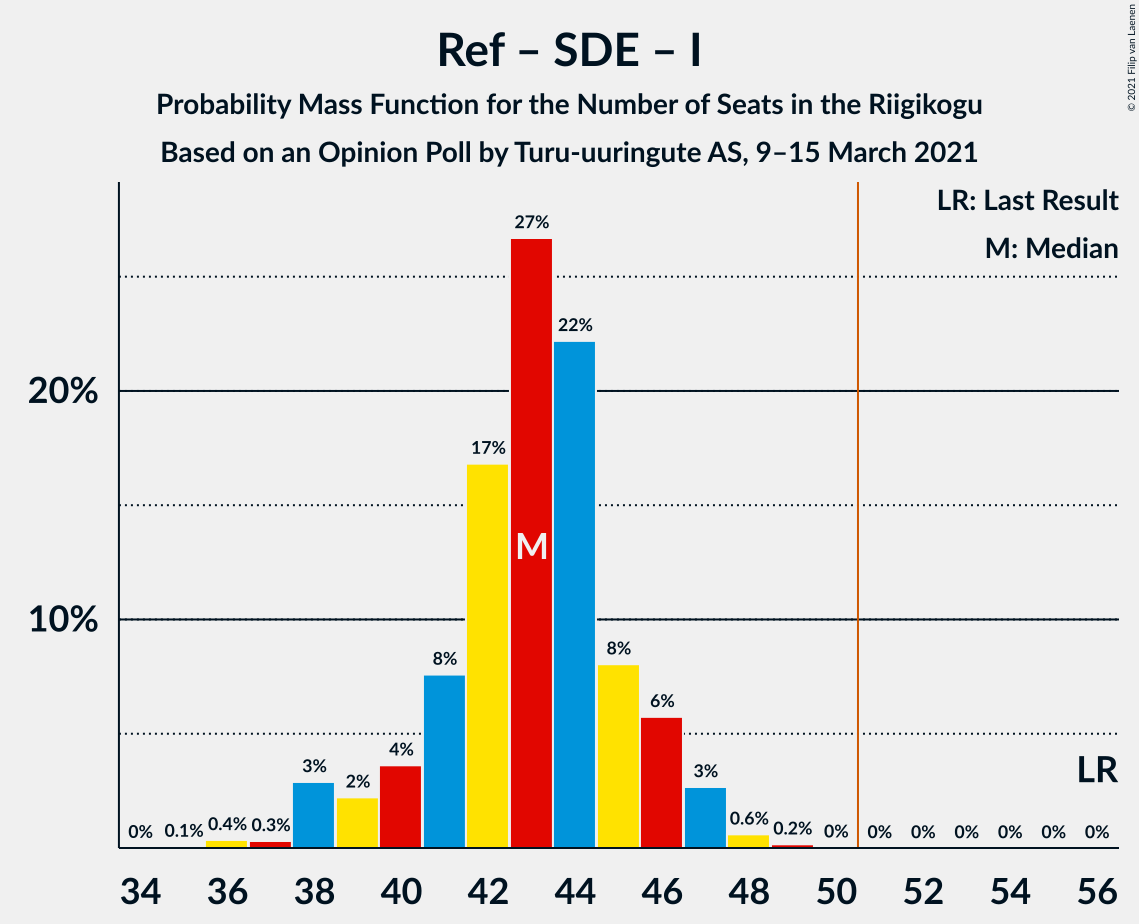 Ref – SDE – I
Probability Mass Function for the Number of Seats in the Riigikogu
Based on an Opinion Poll by Turu-uuringute AS, 9–15 March 2021
© 2021 Filip van Laenen
LR: Last Result
M: Median
27%
22%
20%
17%
M
10%
8%
8%
6%
4%
3%
2%
3%
LR
0%
0.1%
0.4%
0.3%
0.6%
0.2%
0%
0%
0%
0%
0%
0%
0%
34 36 38 40 42 44 46 48 50 52 54 56